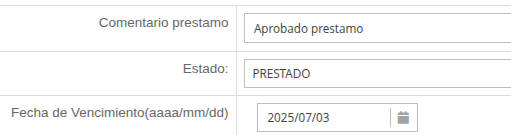 Comentario prestamo
Aprobado prestamo
Estado:
PRESTADO
Fecha de Vencimiento(aaaa/mm/dd)
2025/07/03